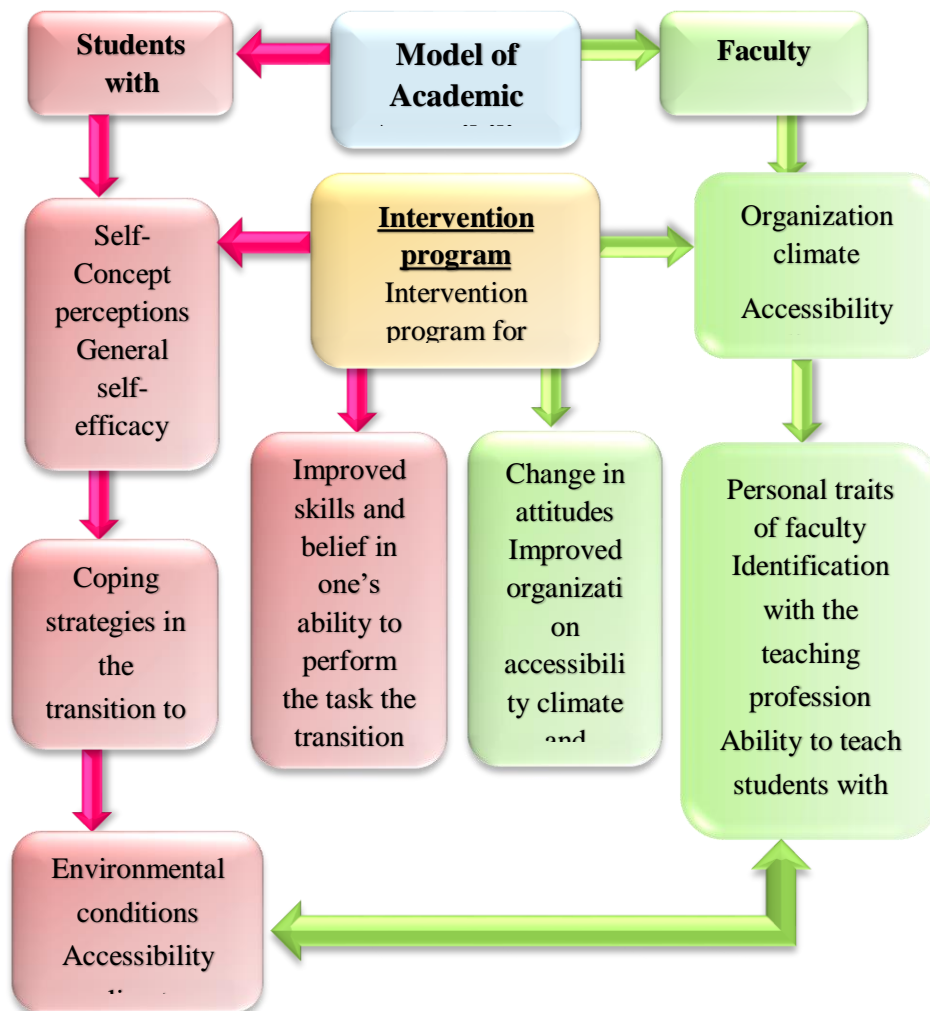 Students
with
Model of
Academic
Faculty
Self-
Concept
perceptions
General
self-
efficacy
Intervention
program
Intervention
program for
Organization
climate
Accessibility
Coping
strategies in
the
transition to
Improved
skills and
belief in
one’s
ability to
perform
the task the
transition
Change in
attitudes
Improved
organizati
on
accessibili
ty climate
and
Personal traits
of faculty
Identification
with the
teaching
profession
Ability to teach
students with
Environmental
conditions
Accessibility